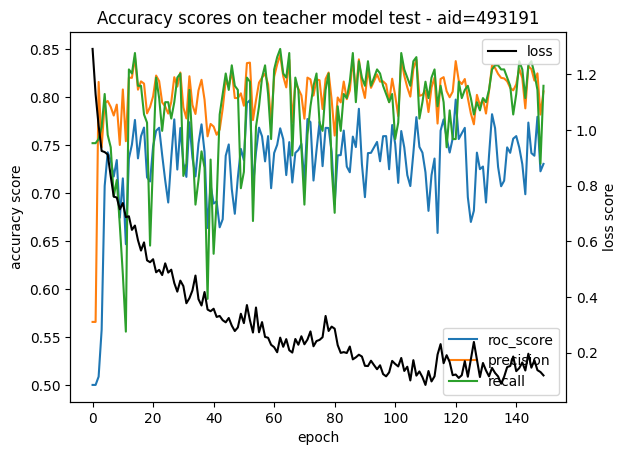 Accuracy scores on teacher model test - aid=493191
loss
0.85
0.80
0.75
0.70
0.65
0.60
0.55
0.50
accuracy score
1.2
1.0
0.8
0.6
0.4
0.2
loss score
roc_score
precision
recall
0
20
40
60
80
100
120
140
epoch